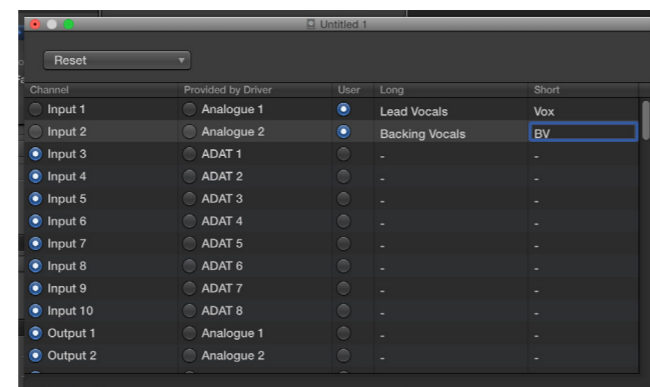 Untitled 1
Reset
Channel Provided by Driver User Long Short
Input 1 Analogue 1 Lead Vocals Vox
Input 2 Analogue 2 Backing Vocals BV
Input 3 ADAT 1 - -
Input 4 ADAT 2 - -
Input 5 ADAT 3 - -
Input 6 ADAT 4 - -
Input 7 ADAT 5 - -
Input 8 ADAT 6 - -
Input 9 ADAT 7 - -
Input 10 ADAT 8 - -
Output 1 Analogue 1 - -
Output 2 Analogue 2 - -